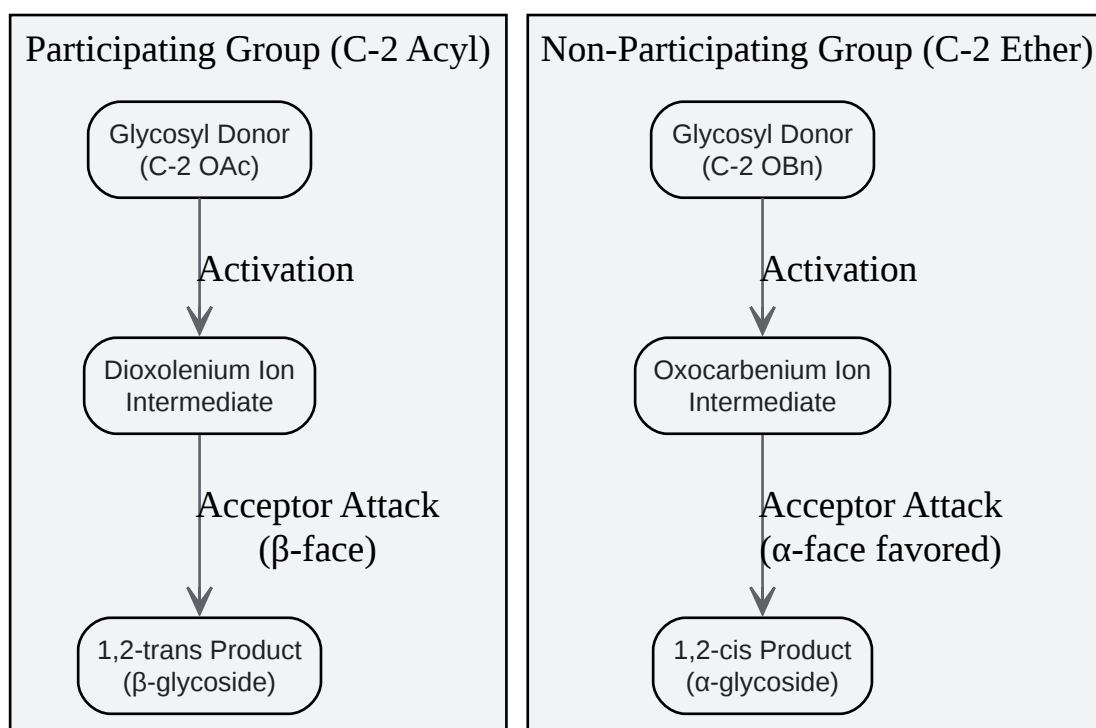 Participating Group (C-2 Acyl)
Glycosyl Donor
(C-2 OAc)
Activation
Dioxolenium Ion
Intermediate
Acceptor Attack
(β-face)
1,2-trans Product
(β-glycoside)
Non-Participating Group (C-2 Ether)
Glycosyl Donor
(C-2 OBn)
Activation
Oxocarbenium Ion
Intermediate
Acceptor Attack
(α-face favored)
1,2-cis Product
(α-glycoside)